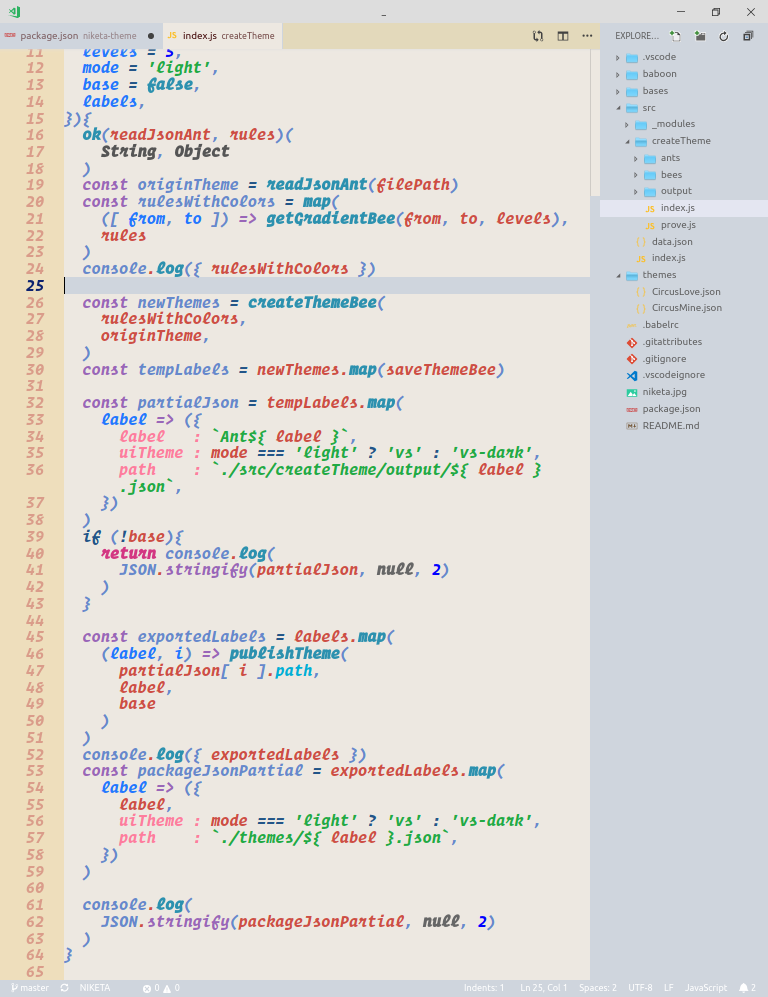 _
package.json niketa-theme
JS index.js createTheme
EXPLORE...
11 levels = 5,
12 mode = 'light',
13 base = false,
14 labels,
15 }){
16 ok(readJsonAnt, rules)(
17 String, Object
18 )
19 const originTheme = readJsonAnt(filePath)
20 const rulesWithColors = map(
21 ([ from, to ]) => getGradientBee(from, to, levels),
22 rules
23 )
24 console.log({ rulesWithColors })
25
26 const newThemes = createThemeBee(
27 rulesWithColors,
28 originTheme,
29 )
30 const tempLabels = newThemes.map(saveThemeBee)
31
32 const partialJson = tempLabels.map(
33 label => ({
34 label : `Ant${ label }`,
35 uiTheme : mode === 'light' ? 'vs' : 'vs-dark',
36 path : `./src/createTheme/output/${ label }
.json`,
37 })
38 )
39 if (!base){
40 return console.log(
41 JSON.stringify(partialJson, null, 2)
42 )
43 }
44
45 const exportedLabels = labels.map(
46 (label, i) => publishTheme(
47 partialJson[ i ].path,
48 label,
49 base
50 )
51 )
52 console.log({ exportedLabels })
53 const packageJsonPartial = exportedLabels.map(
54 label => ({
55 label,
56 uiTheme : mode === 'light' ? 'vs' : 'vs-dark',
57 path : `./themes/${ label }.json`,
58 })
59 )
60
61 console.log(
62 JSON.stringify(packageJsonPartial, null, 2)
63 )
64 }
65
.vscode
baboon
bases
src
_modules
createTheme
ants
bees
output
JS index.js
JS prove.js
{ } data.json
JS index.js
themes
{ } CircusLove.json
{ } CircusMine.json
.babelrc
.gitattributes
.gitignore
.vscodeignore
niketa.jpg
package.json
README.md
master NIKETA 0 0 Indents: 1 Ln 25, Col 1 Spaces: 2 UTF-8 LF JavaScript 2